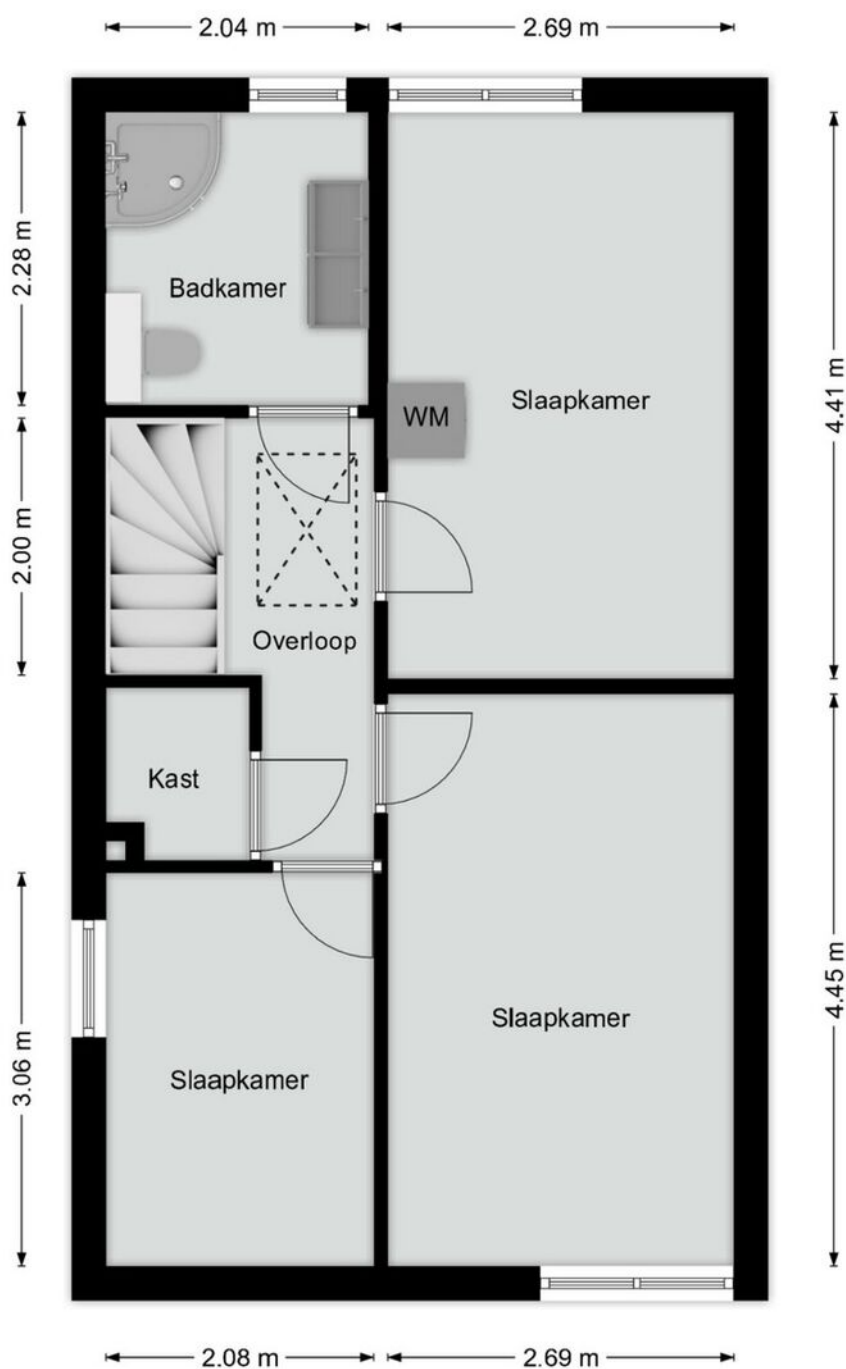 2.04 m
2.69 m
2.28 m
Badkamer
Slaapkamer
WM
4.41 m
2.00 m
Overloop
Kast
Slaapkamer
4.45 m
3.06 m
Slaapkamer
2.08 m
2.69 m